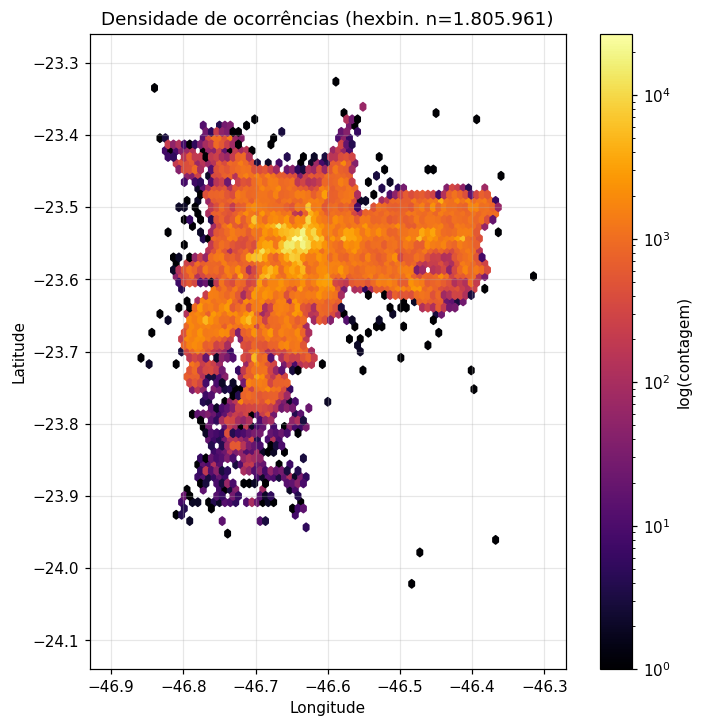 Densidade de ocorrências (hexbin. n=1.805.961)
−23.3
−23.4
−23.5
−23.6
−23.7
−23.8
−23.9
−24.0
−24.1
Latitude
−46.9 −46.8 −46.7 −46.6 −46.5 −46.4 −46.3
Longitude
10⁴
10³
10²
10¹
10⁰
log(contagem)